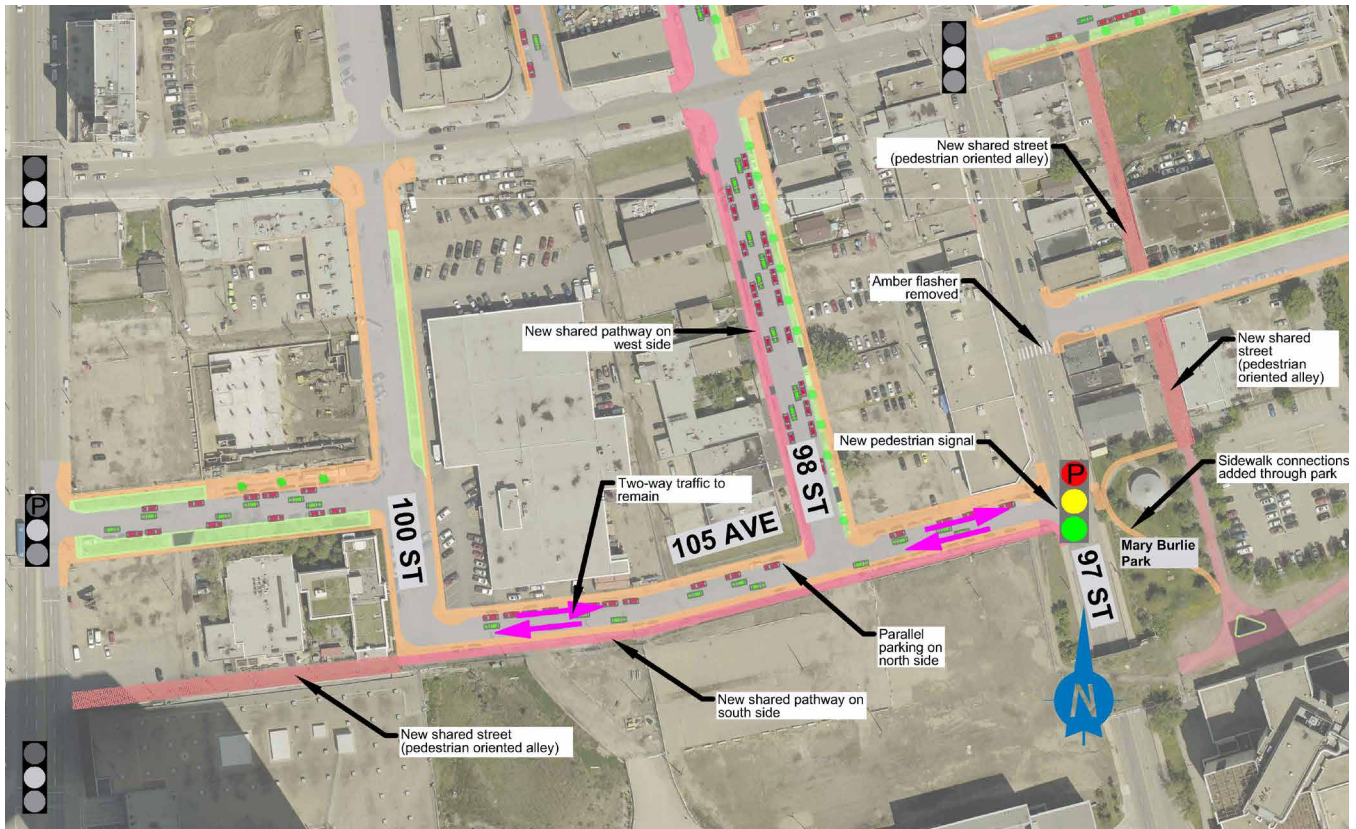 New shared street
(pedestrian oriented alley)
Amber flasher
removed
New shared pathway on
west side
New shared
street
(pedestrian
oriented alley)
New pedestrian signal
98 ST
Sidewalk connections
added through park
Two-way traffic to
remain
P
P
105 AVE
100 ST
Mary Burlie
Park
97 ST
Parallel
parking on
north side
New shared pathway on
south side
N
New shared street
(pedestrian oriented alley)